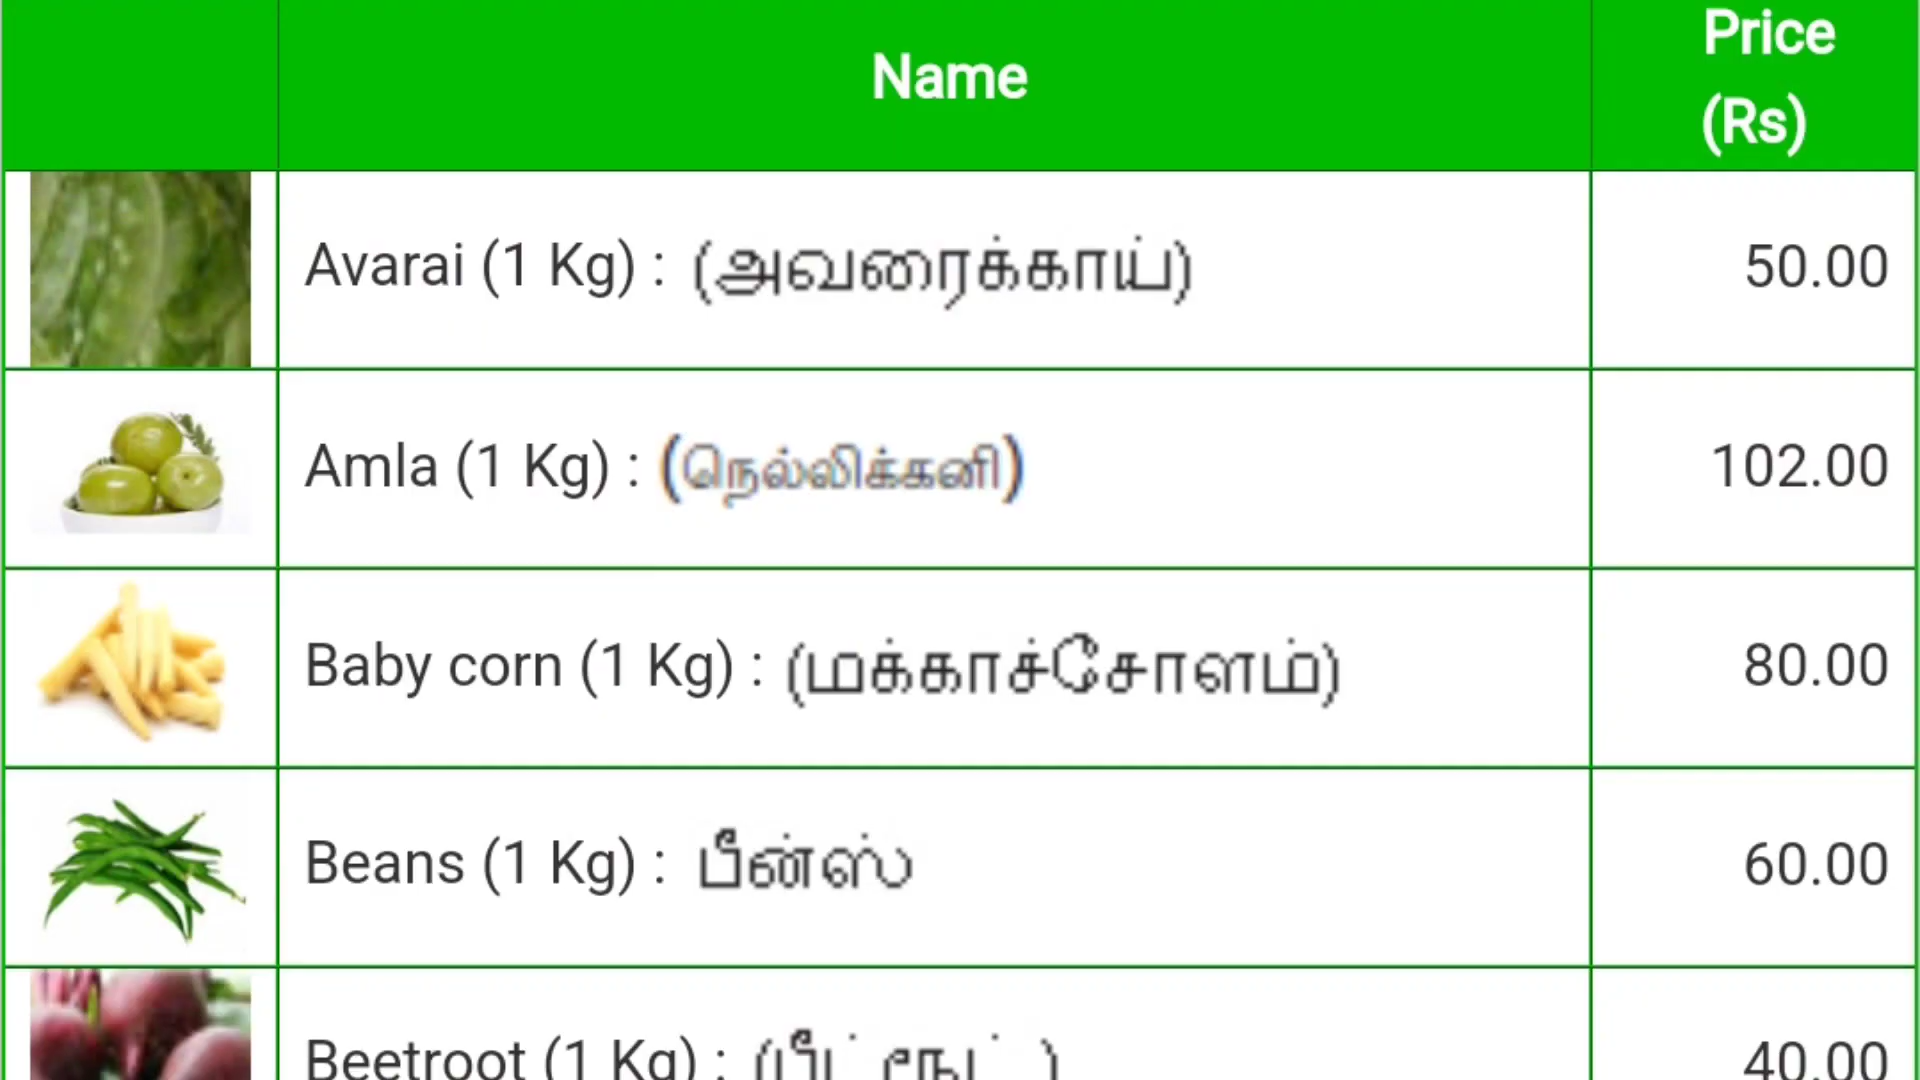 Name
Price
(Rs)
Avarai (1 Kg) : (அவரைக்காய்) 50.00
Amla (1 Kg) : (நெல்லிக்கனி) 102.00
Baby corn (1 Kg) : (மக்காச்சோளம்) 80.00
Beans (1 Kg) : பீன்ஸ் 60.00
Beetroot (1 Kg) : 40.00